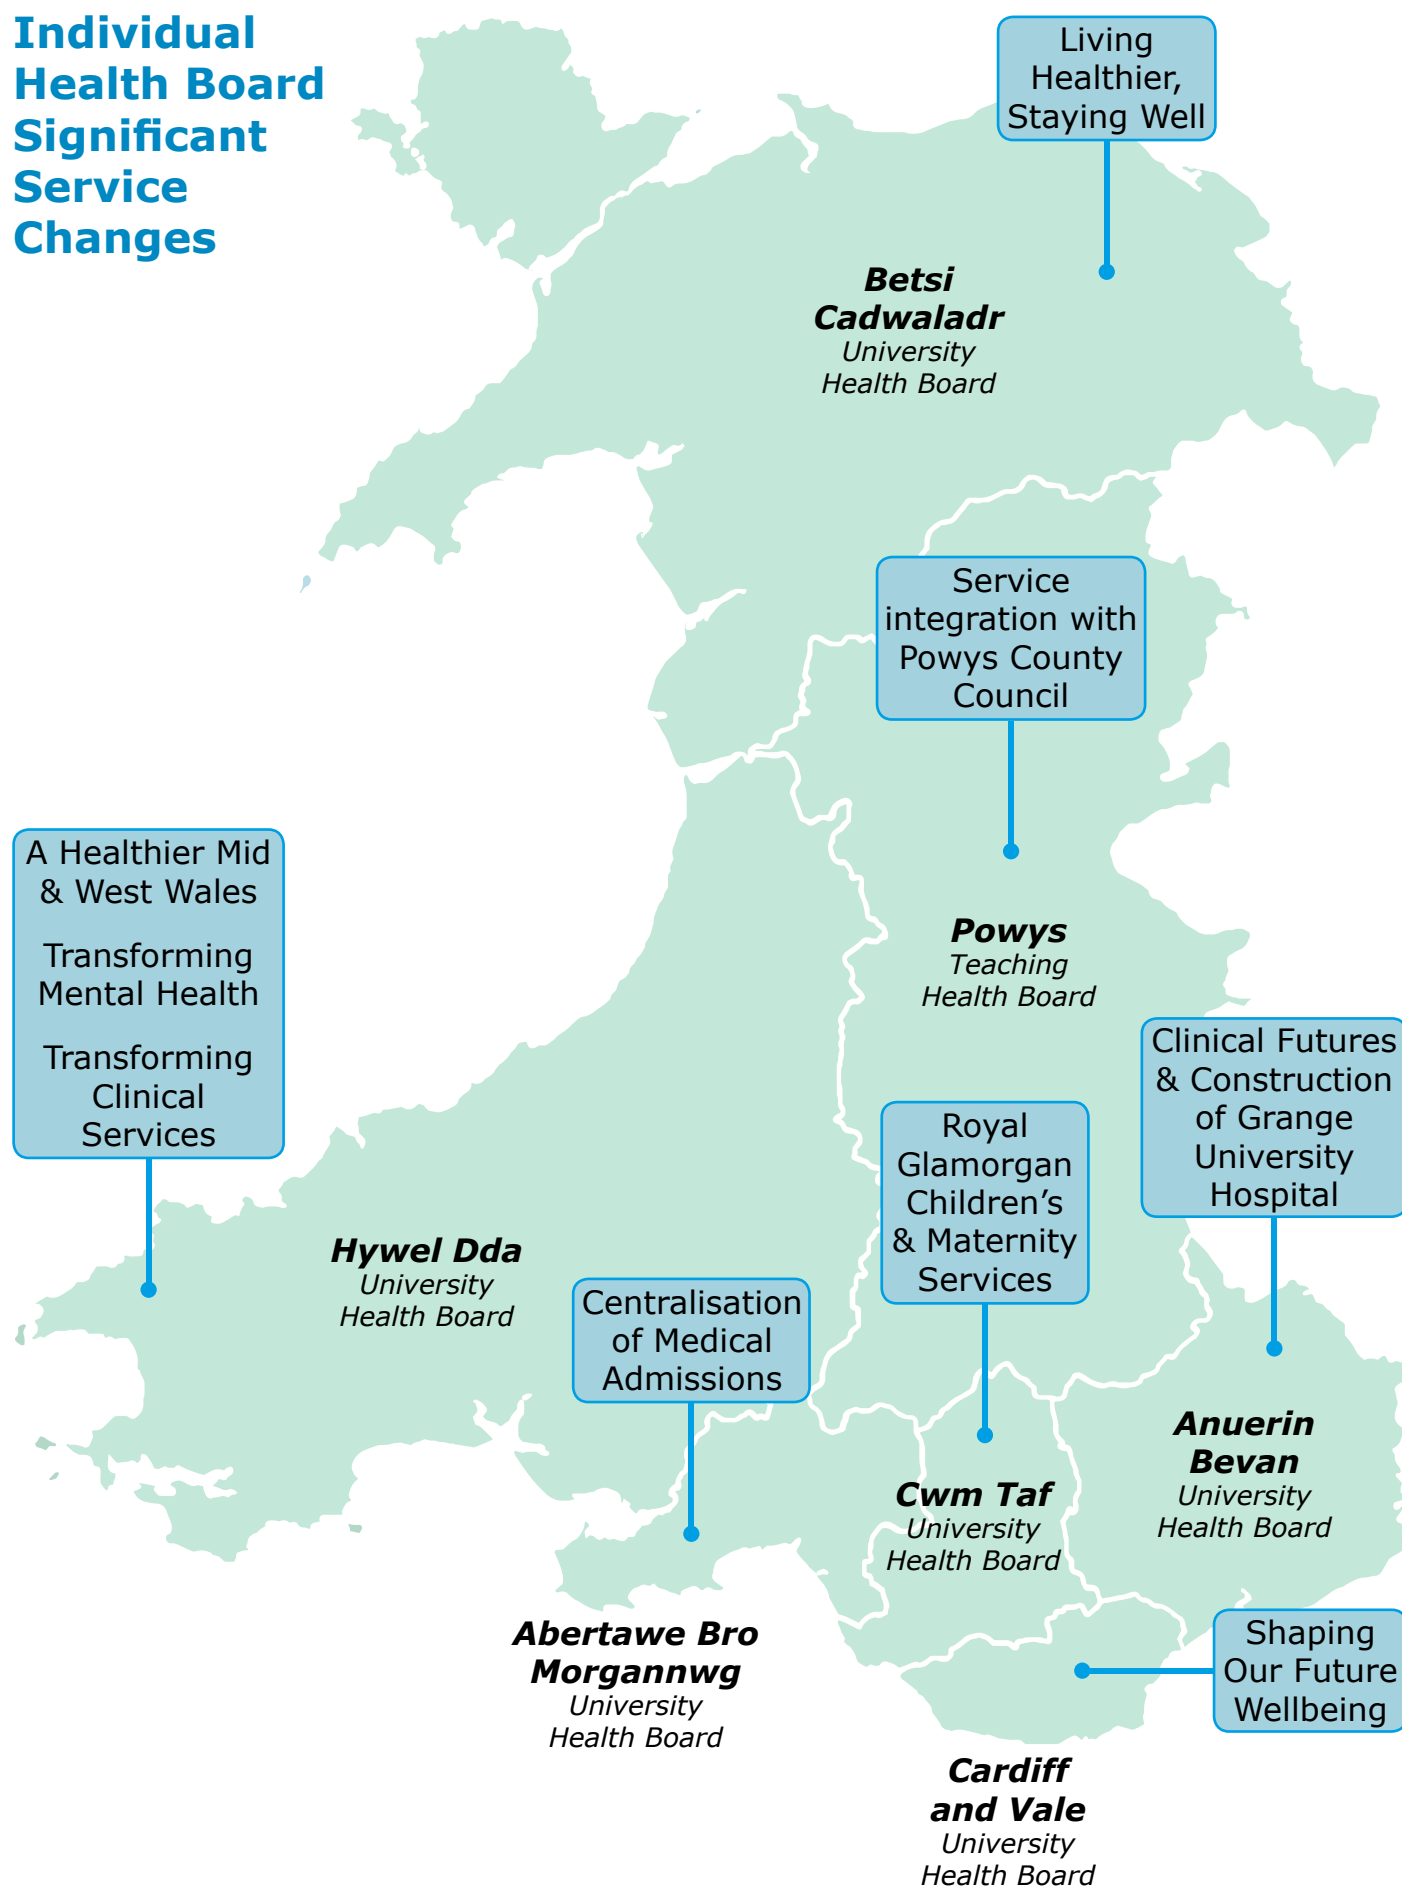 Individual
Health Board
Significant
Service
Changes
Living
Healthier,
Staying Well
Betsi
Cadwaladr
University
Health Board
Service
integration with
Powys County
Council
A Healthier Mid
& West Wales
Transforming
Mental Health
Transforming
Clinical
Services
Powys
Teaching
Health Board
Clinical Futures
& Construction
of Grange
University
Hospital
Royal
Glamorgan
Children’s
& Maternity
Services
Hywel Dda
University
Health Board
Centralisation
of Medical
Admissions
Anuerin
Bevan
University
Health Board
Cwm Taf
University
Health Board
Abertawe Bro
Morgannwg
University
Health Board
Shaping
Our Future
Wellbeing
Cardiff
and Vale
University
Health Board